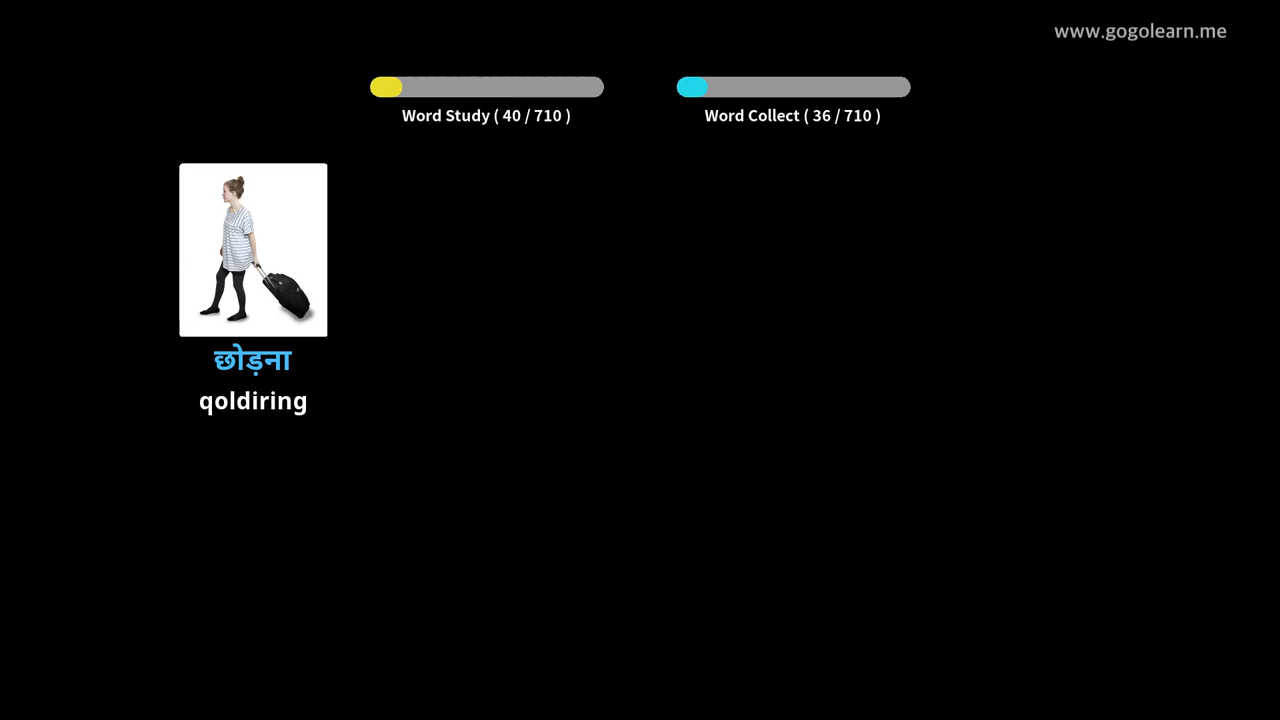 www.gogolearn.me
Word Study ( 40 / 710 )
Word Collect ( 36 / 710 )
छोड़ना
qoldiring